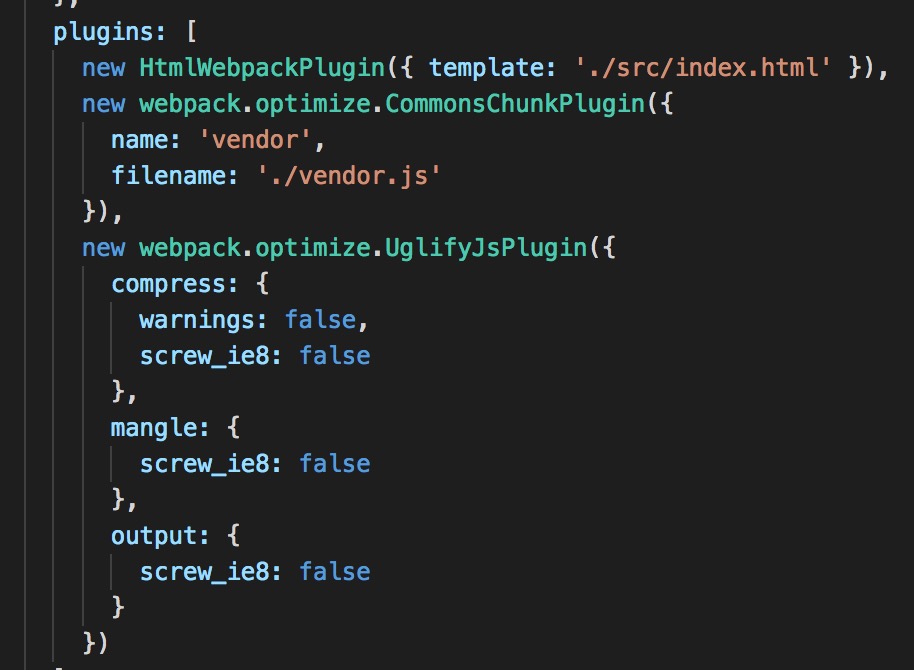 },
plugins: [
new HtmlWebpackPlugin({ template: './src/index.html' }),
new webpack.optimize.CommonsChunkPlugin({
name: 'vendor',
filename: './vendor.js'
}),
new webpack.optimize.UglifyJsPlugin({
compress: {
warnings: false,
screw_ie8: false
},
mangle: {
screw_ie8: false
},
output: {
screw_ie8: false
}
})